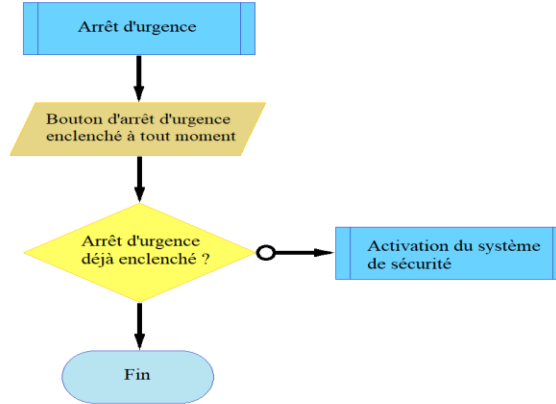 Arrêt d'urgence
Bouton d'arrêt d'urgence
enclenché à tout moment
Arrêt d'urgence
déjà enclenché ?
Activation du système
de sécurité
Fin